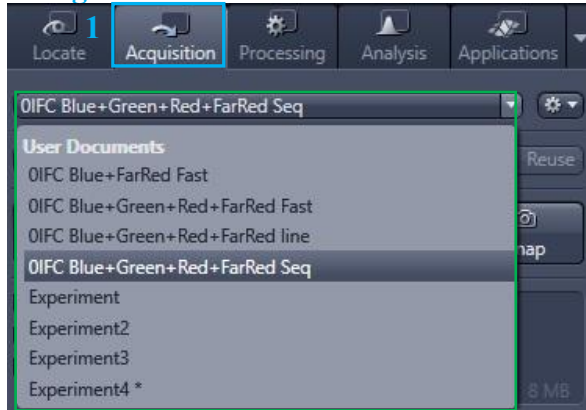 1
Locate Acquisition Processing Analysis Applications
0IFC Blue+Green+Red+FarRed Seq
User Documents
Reuse
0IFC Blue+FarRed Fast
0IFC Blue+Green+Red+FarRed Fast
0IFC Blue+Green+Red+FarRed line
nap
0IFC Blue+Green+Red+FarRed Seq
Experiment
Experiment2
Experiment3
Experiment4 *
8 MB